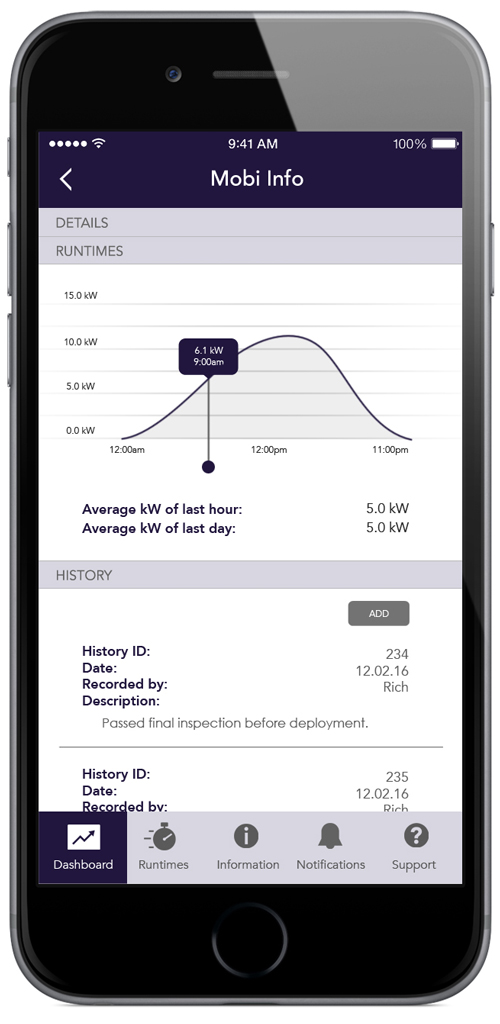 9:41 AM 100%
Mobi Info
DETAILS
RUNTIMES
15.0 kW
10.0 kW
6.1 kW
9:00am
5.0 kW
0.0 kW
12:00am 12:00pm 11:00pm
Average kW of last hour: 5.0 kW
Average kW of last day: 5.0 kW
HISTORY
ADD
History ID: 234
Date: 12.02.16
Recorded by: Rich
Description:
Passed final inspection before deployment.
History ID: 235
Date: 12.02.16
Recorded by: Rich
Dashboard Runtimes Information Notifications Support